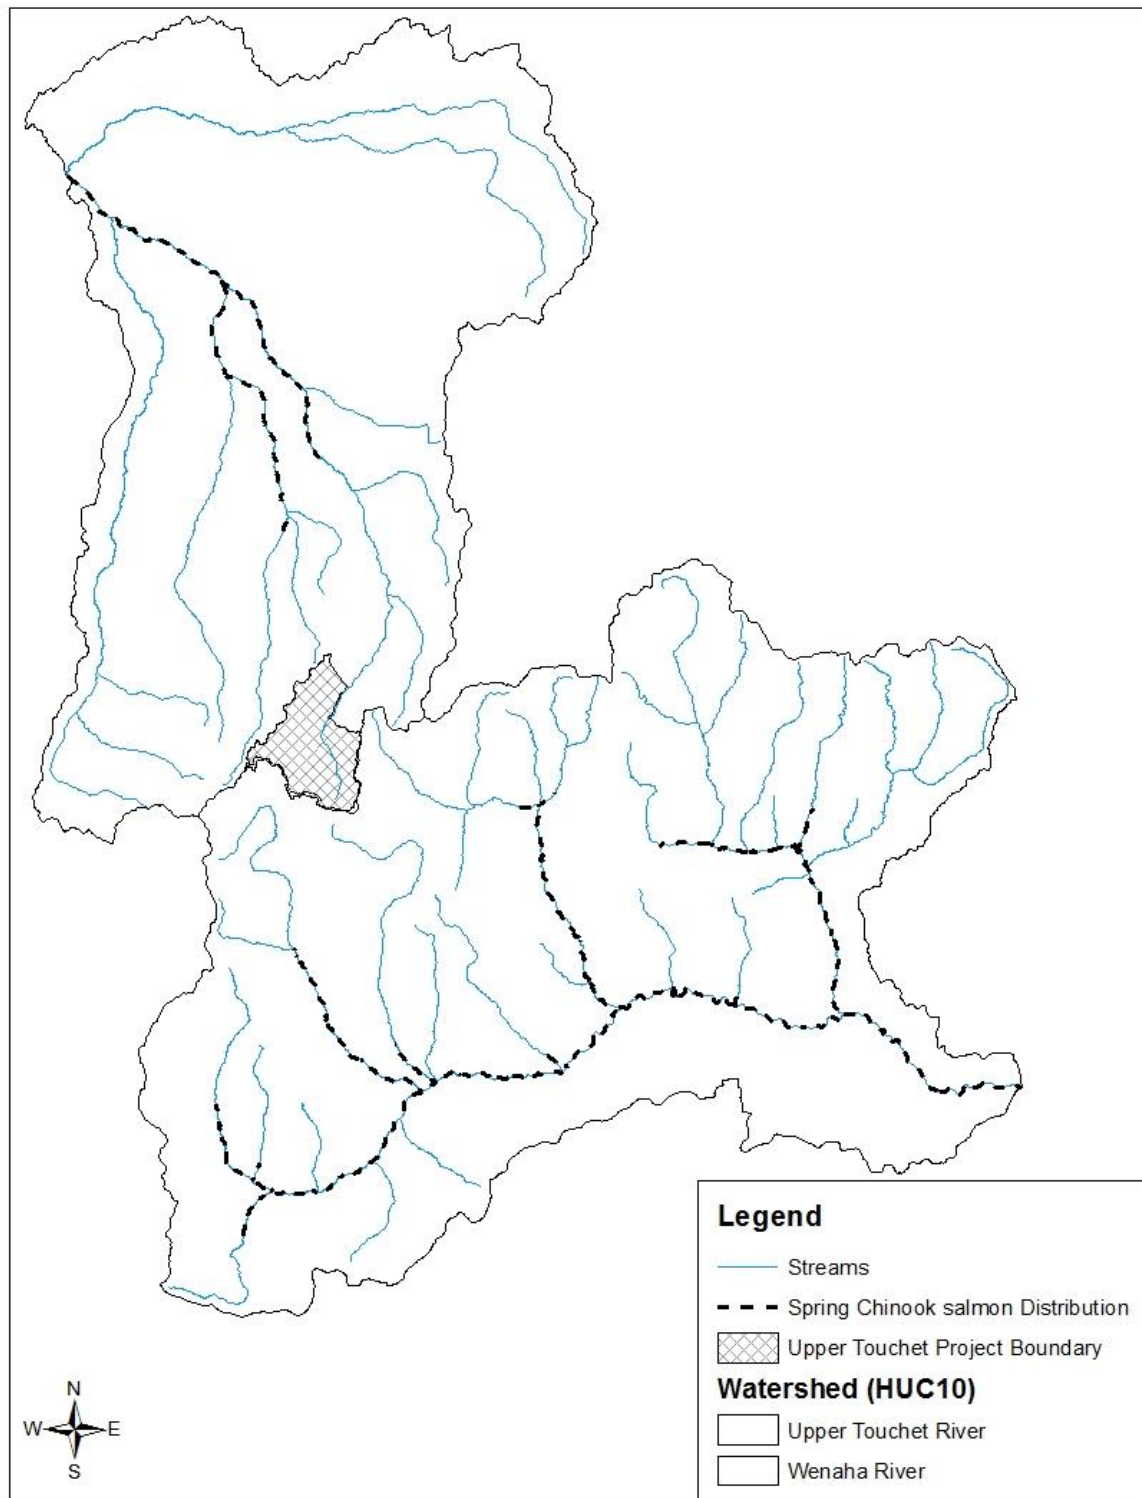 Legend
Streams
Spring Chinook salmon Distribution
Upper Touchet Project Boundary
Watershed (HUC10)
Upper Touchet River
Wenaha River
N
W E
S